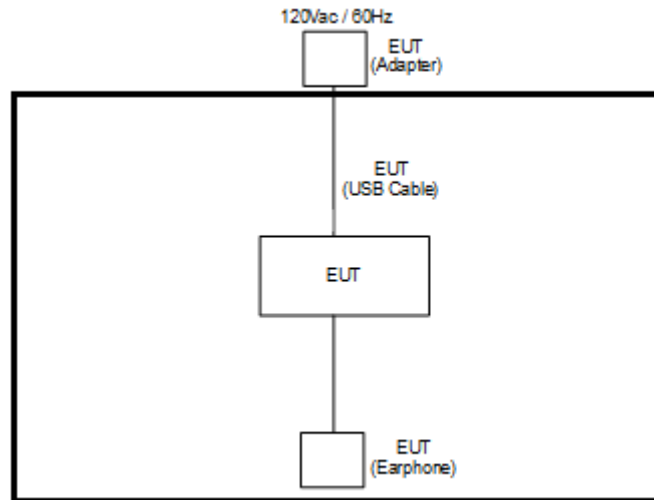 120Vac / 60Hz
EUT
(Adapter)
EUT
(USB Cable)
EUT
EUT
(Earphone)